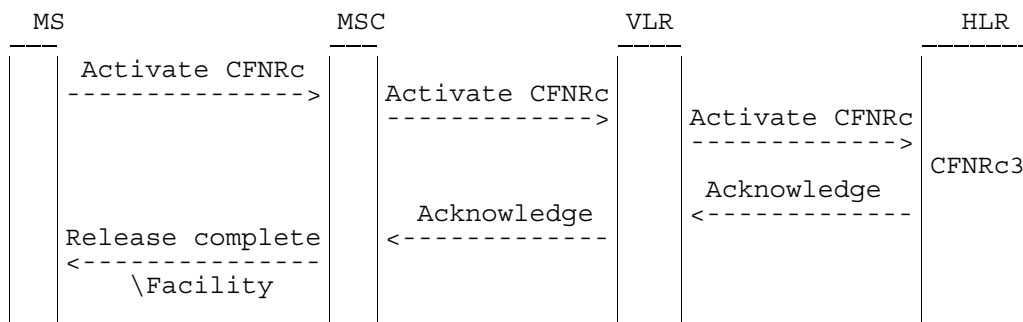 MS MSC VLR HLR
Activate CFNRc
--------------->
Activate CFNRc
------------->
Activate CFNRc
------------->
CFNRc3
Acknowledge
<-------------
Acknowledge
<-------------
Release complete
<---------------
\Facility